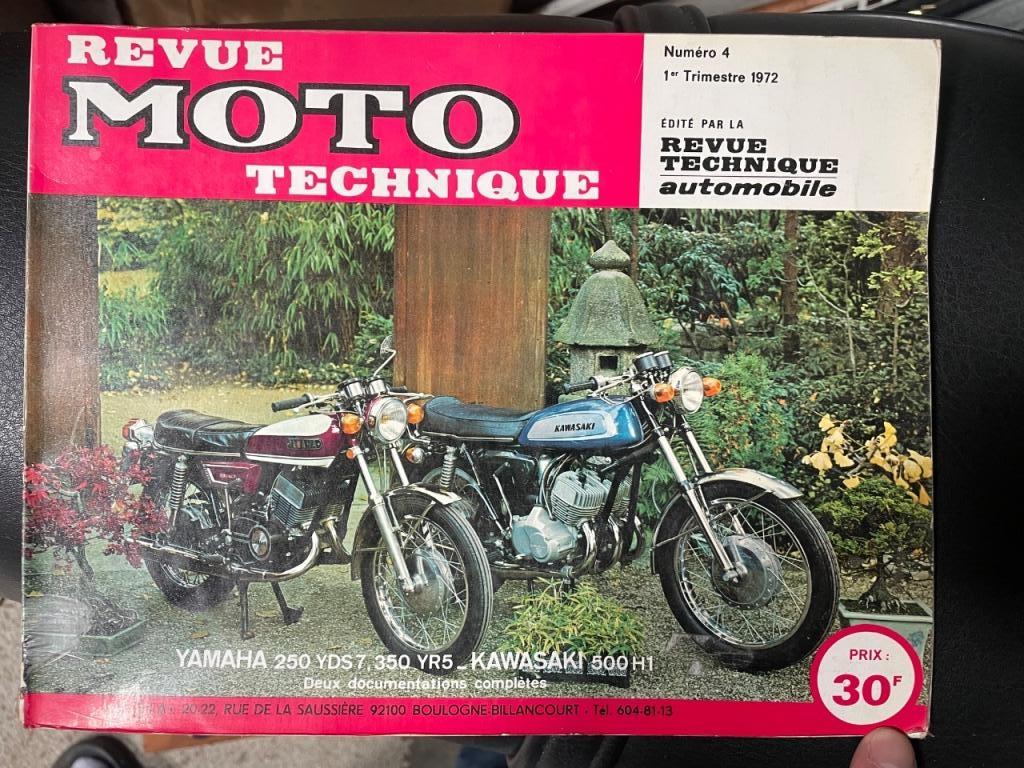 REVUE
MOTO
TECHNIQUE
Numéro 4
1er Trimestre 1972
ÉDITÉ PAR LA
REVUE
TECHNIQUE
automobile
KAWASAKI
YAMAHA 250 YDS7, 350 YR5 - KAWASAKI 500 H1
Deux documentations complètes
PRIX :
30F
20-22, RUE DE LA SAUSSIÈRE 92100 BOULOGNE-BILLANCOURT - Tél. 604-81-13